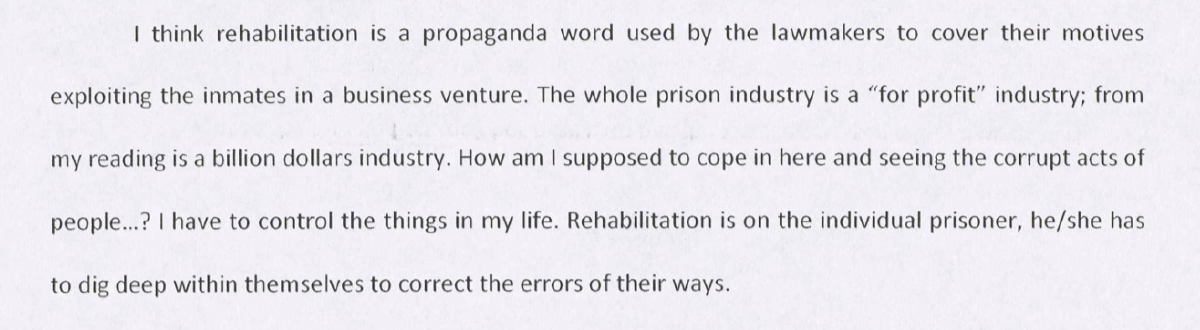 I think rehabilitation is a propaganda word used by the lawmakers to cover their motives
exploiting the inmates in a business venture. The whole prison industry is a “for profit” industry; from
my reading is a billion dollars industry. How am I supposed to cope in here and seeing the corrupt acts of
people...? I have to control the things in my life. Rehabilitation is on the individual prisoner, he/she has
to dig deep within themselves to correct the errors of their ways.